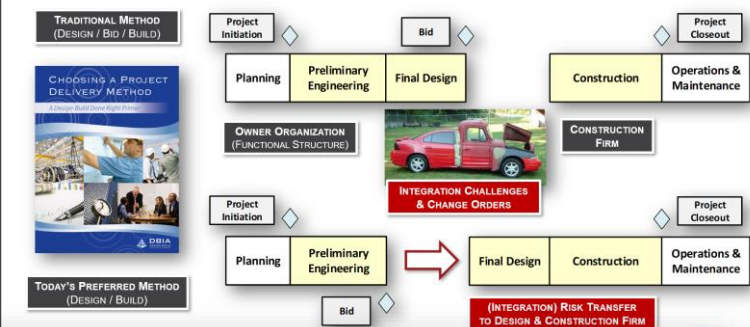 TRADITIONAL METHOD
(DESIGN / BID / BUILD)
Project
Initiation
Bid
Project
Closeout
Planning
Preliminary
Engineering
Final Design
Construction
Operations &
Maintenance
CHOOSING A PROJECT
DELIVERY METHOD
A Design-Build Done Right Primer
DBIA
OWNER ORGANIZATION
(FUNCTIONAL STRUCTURE)
CONSTRUCTION
FIRM
INTEGRATION CHALLENGES
& CHANGE ORDERS
Project
Initiation
Project
Closeout
Planning
Preliminary
Engineering
Final Design
Construction
Operations &
Maintenance
TODAY'S PREFERRED METHOD
(DESIGN / BUILD)
Bid
(INTEGRATION) RISK TRANSFER
TO DESIGN & CONSTRUCTION FIRM